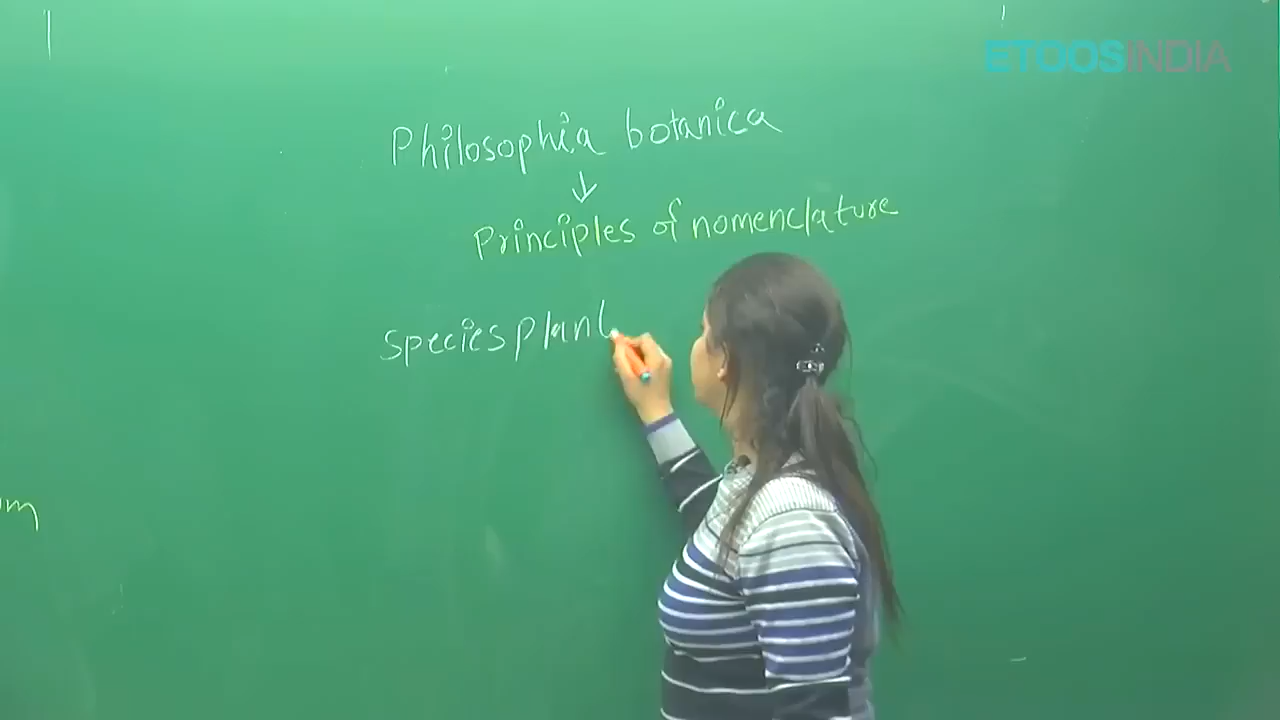 ETOOSINDIA
Philosophia botanica
↓
Principles of nomenclature
Species plant